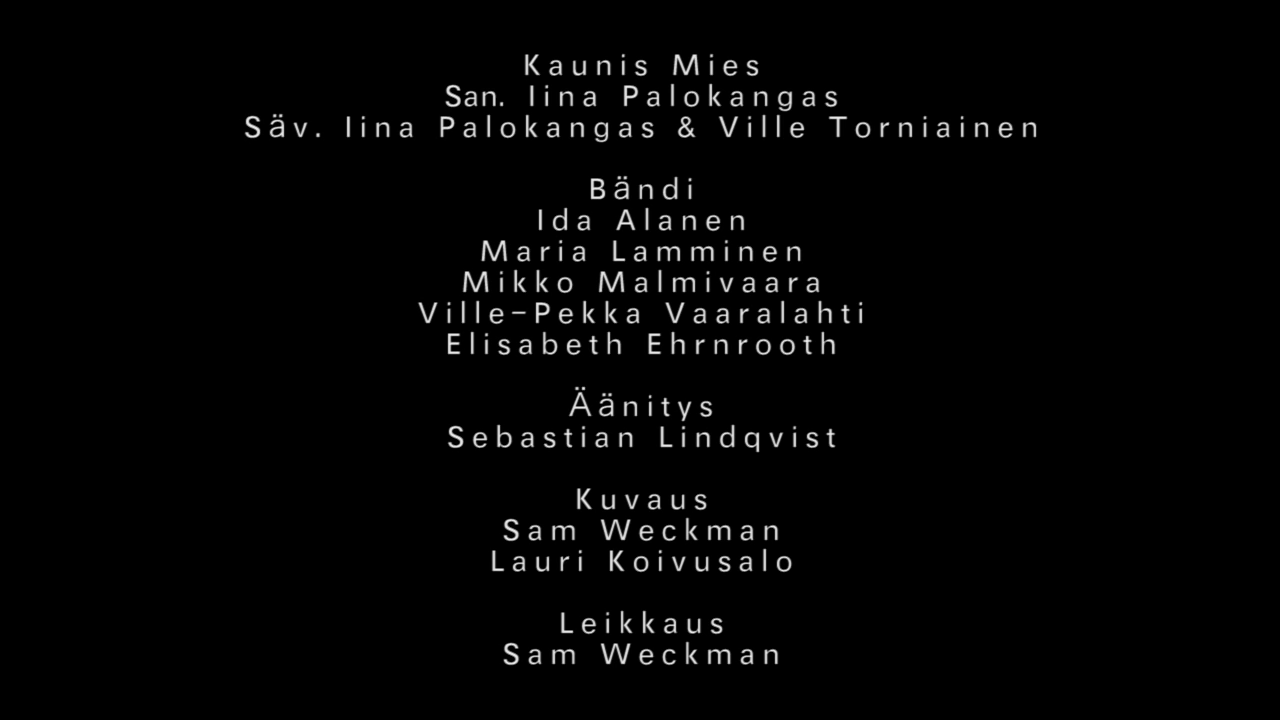 Kaunis Mies
San. Iina Palokangas
Säv. Iina Palokangas & Ville Torniainen
Bändi
Ida Alanen
Maria Lamminen
Mikko Malmivaara
Ville-Pekka Vaaralahti
Elisabeth Ehrnrooth
Äänitys
Sebastian Lindqvist
Kuvaus
Sam Weckman
Lauri Koivusalo
Leikkaus
Sam Weckman